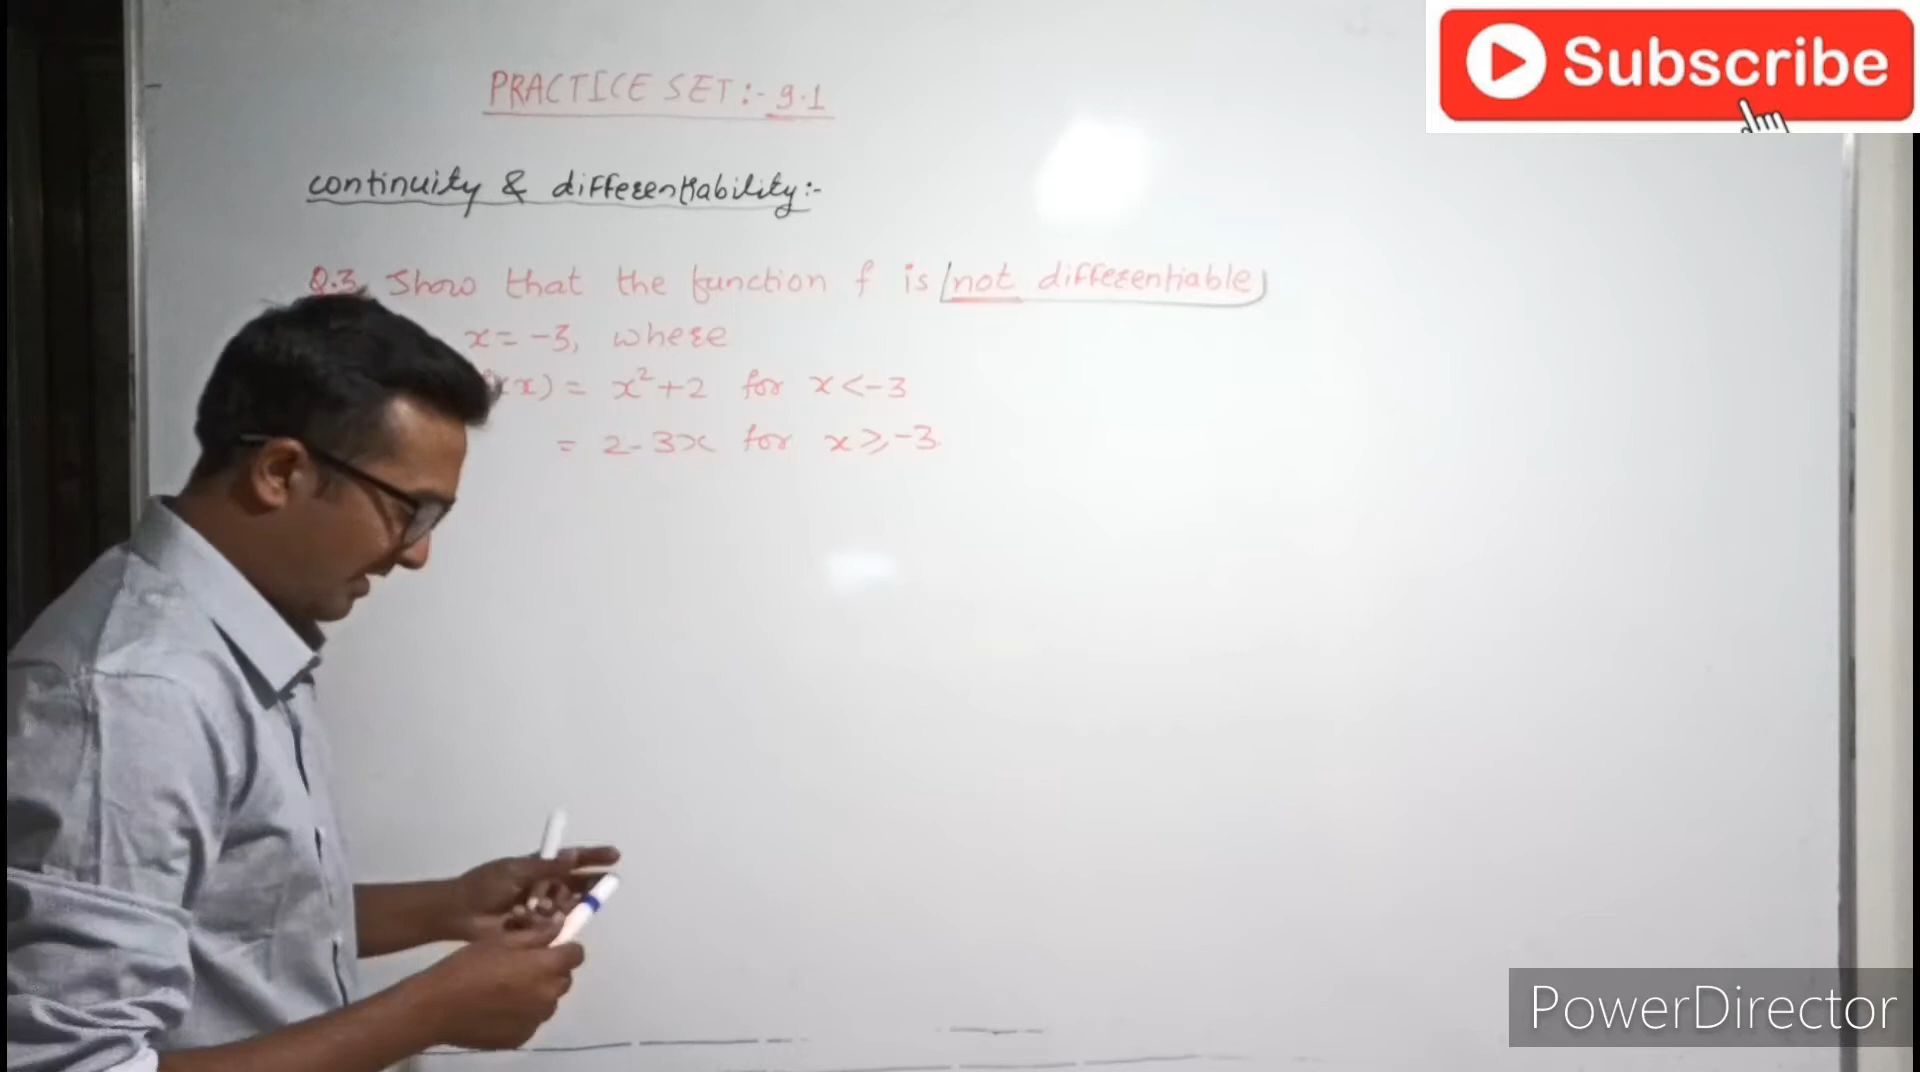 Subscribe
PRACTICE SET:- 9.1
continuity & differentiability:-
Q.3. Show that the function f is not differentiable
x = -3, where
(x) = x²+2 for x<-3
= 2-3x for x≥-3
PowerDirector